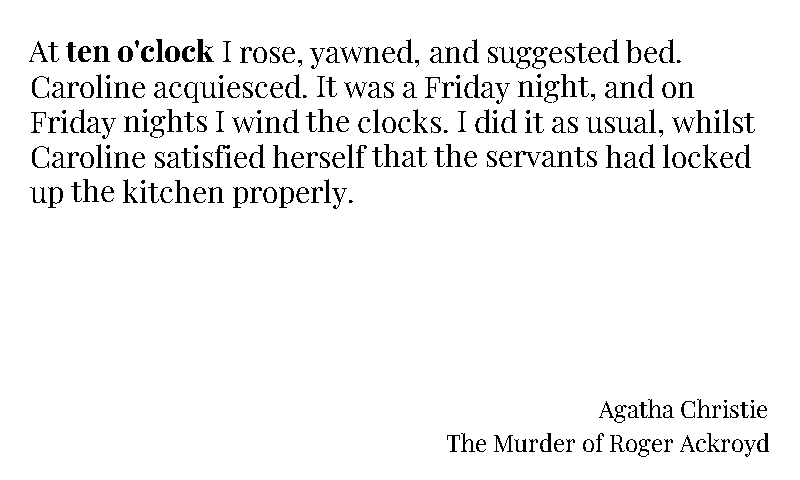 At ten o'clock I rose, yawned, and suggested bed.
Caroline acquiesced. It was a Friday night, and on
Friday nights I wind the clocks. I did it as usual, whilst
Caroline satisfied herself that the servants had locked
up the kitchen properly.
Agatha Christie
The Murder of Roger Ackroyd